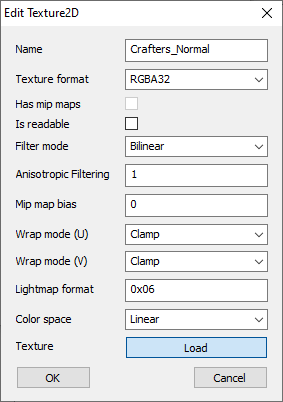 Edit Texture2D
Name Crafters_Normal
Texture format RGBA32
Has mip maps
Is readable
Filter mode Bilinear
Anisotropic Filtering 1
Mip map bias 0
Wrap mode (U) Clamp
Wrap mode (V) Clamp
Lightmap format 0x06
Color space Linear
Texture Load
OK Cancel